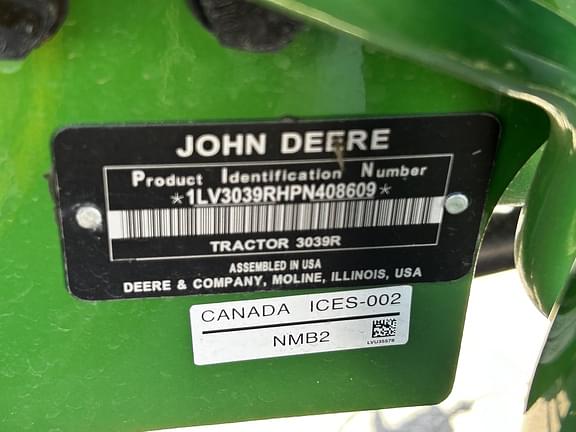 JOHN DEERE
Product Identification Number
*1LV3039RHPN408609*
TRACTOR 3039R
ASSEMBLED IN USA
DEERE & COMPANY, MOLINE, ILLINOIS, USA
CANADA ICES-002
NMB2
LVU35578